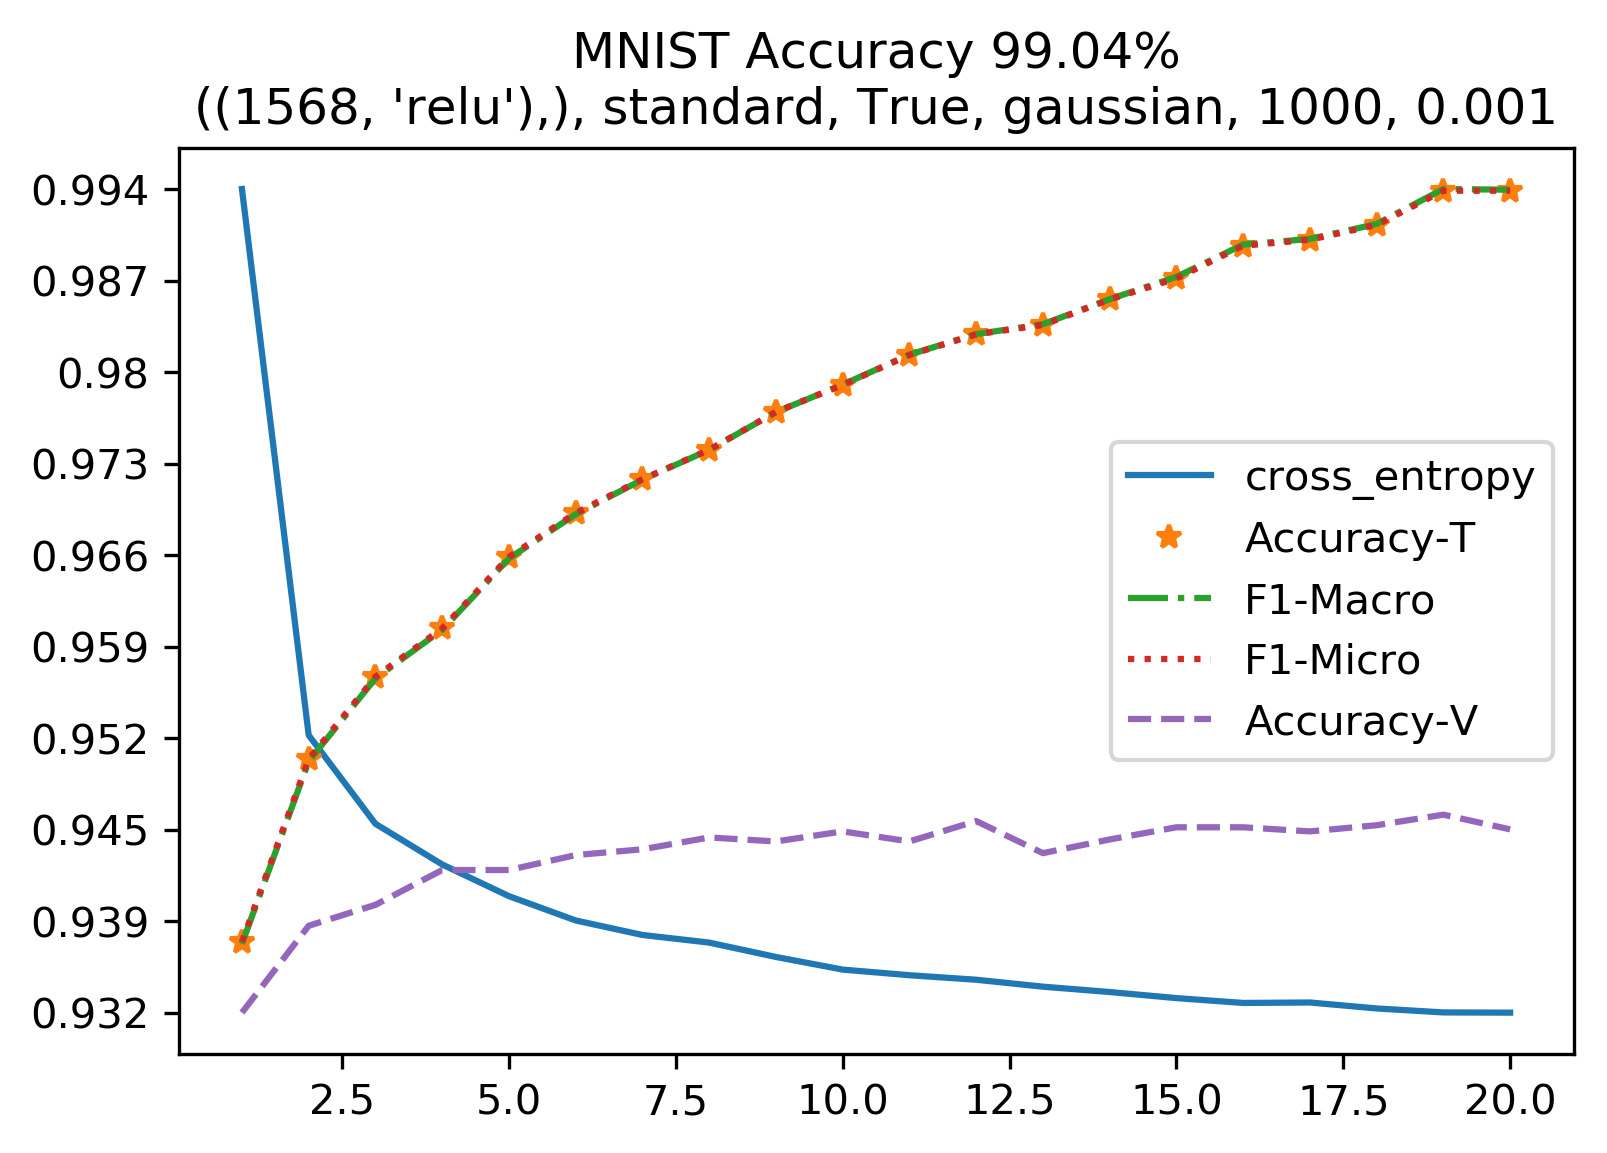 MNIST Accuracy 99.04%
((1568, 'relu'),), standard, True, gaussian, 1000, 0.001
0.994
0.987
0.98
0.973
0.966
0.959
0.952
0.945
0.939
0.932
cross_entropy
Accuracy-T
F1-Macro
F1-Micro
Accuracy-V
2.5 5.0 7.5 10.0 12.5 15.0 17.5 20.0